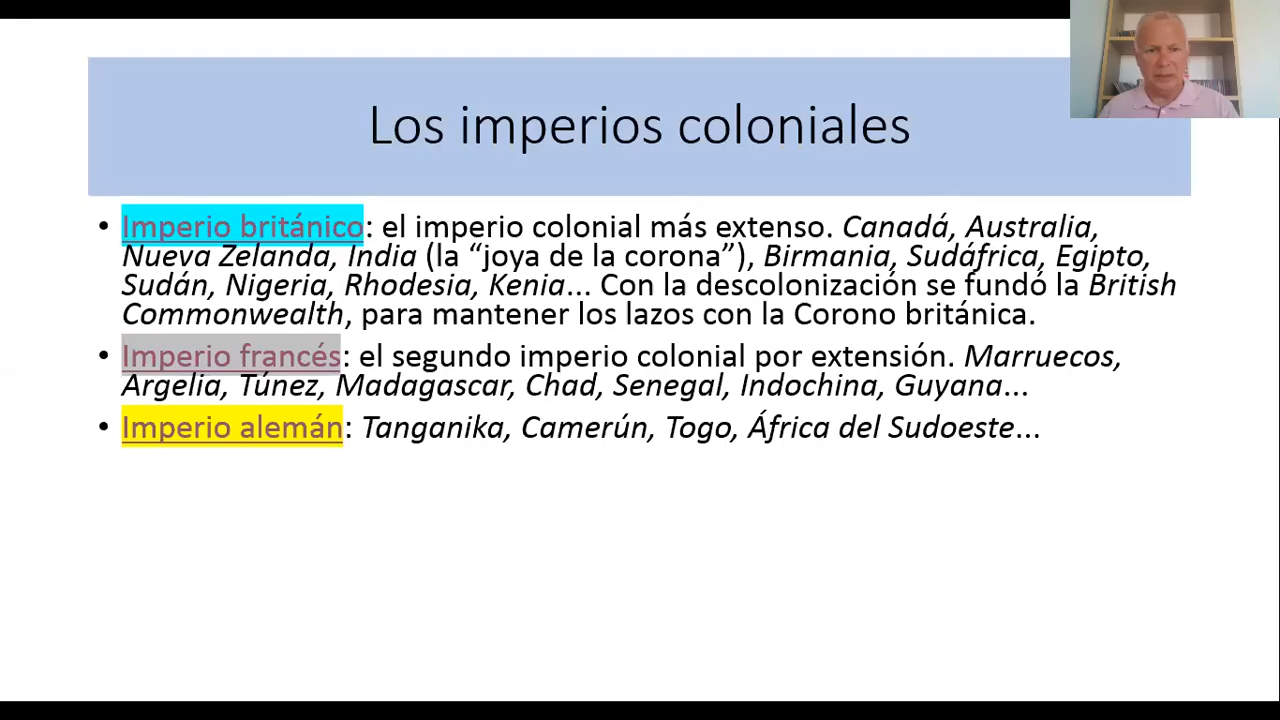 Los imperios coloniales
• Imperio británico: el imperio colonial más extenso. Canadá, Australia,
Nueva Zelanda, India (la “joya de la corona”), Birmania, Sudáfrica, Egipto,
Sudán, Nigeria, Rhodesia, Kenia... Con la descolonización se fundó la British
Commonwealth, para mantener los lazos con la Corono británica.
• Imperio francés: el segundo imperio colonial por extensión. Marruecos,
Argelia, Túnez, Madagascar, Chad, Senegal, Indochina, Guyana...
• Imperio alemán: Tanganika, Camerún, Togo, África del Sudoeste...